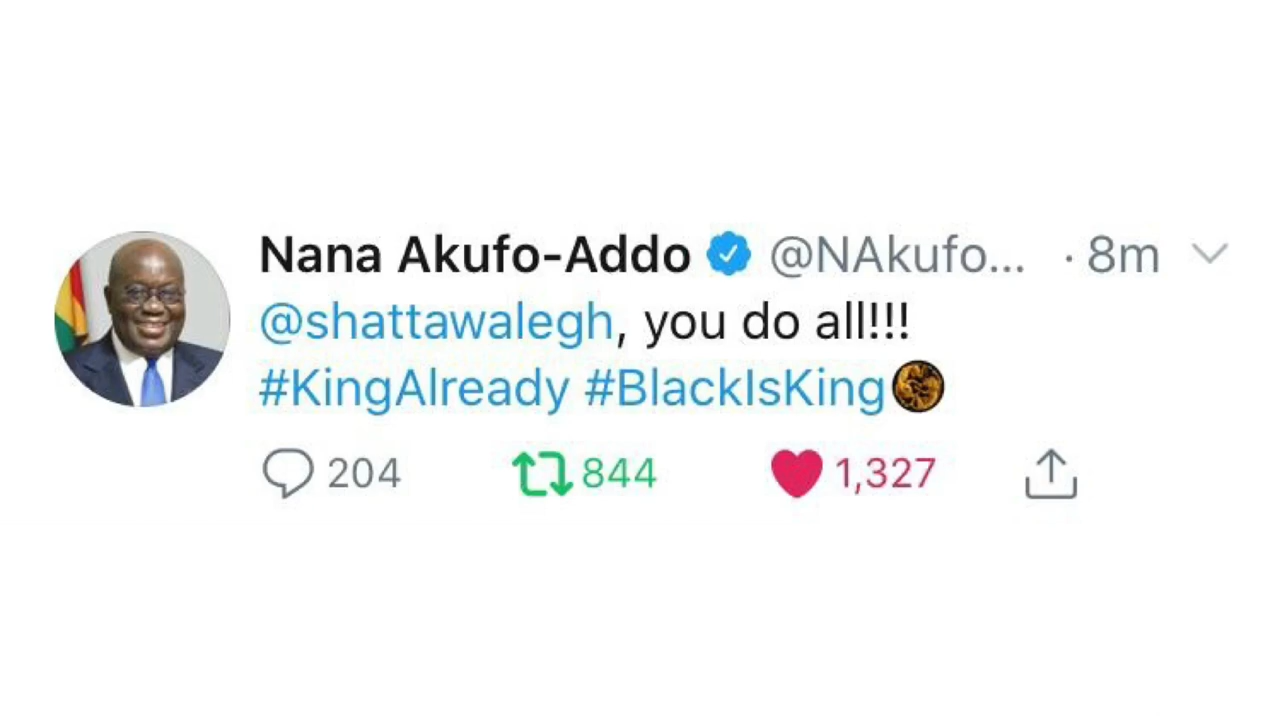 Nana Akufo-Addo @NAkufo... · 8m
@shattawalegh, you do all!!!
#KingAlready #BlackIsKing
204 844 1,327